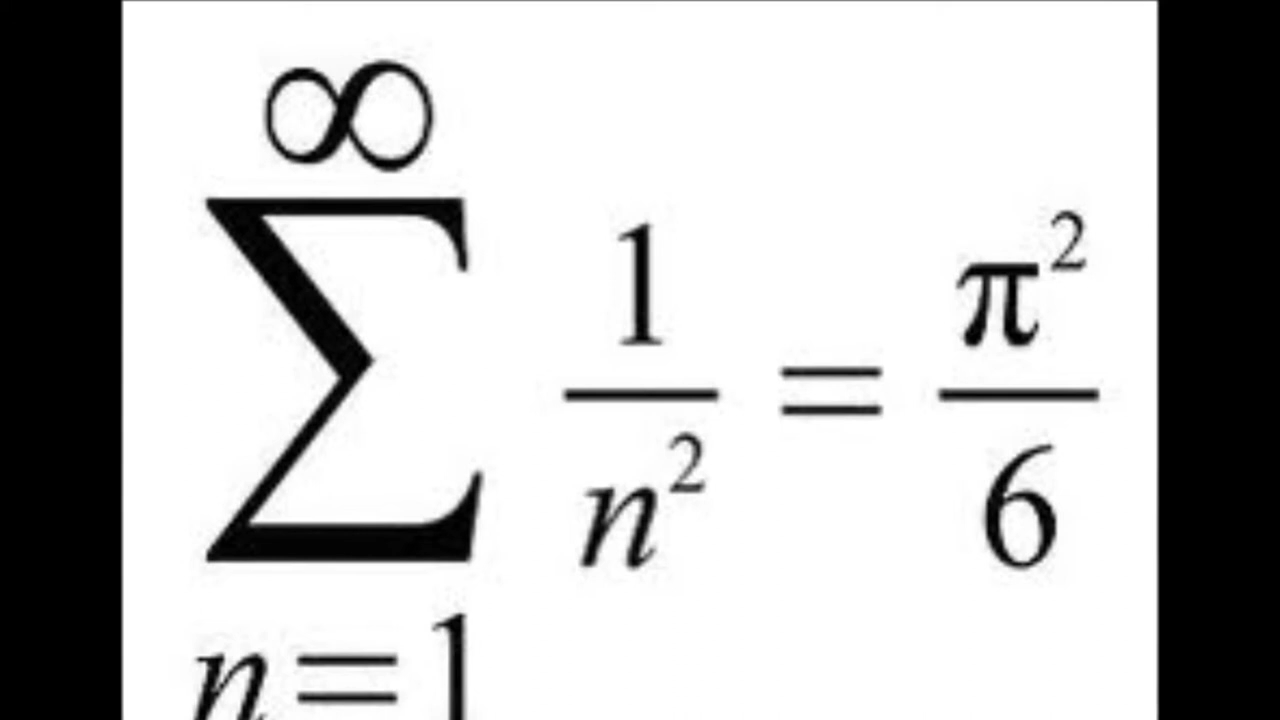 ∞
∑ 1/n² = π²/6
n=1